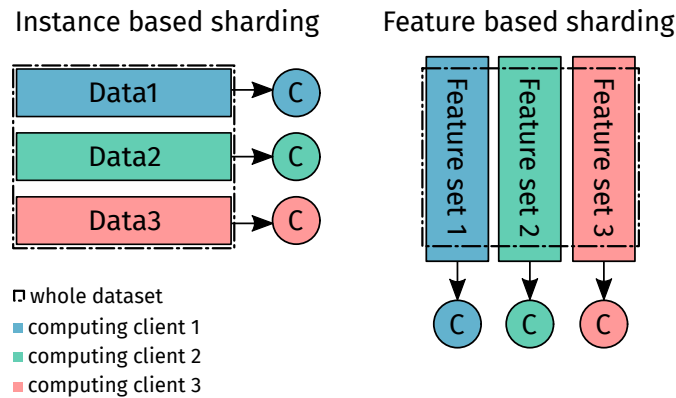 Instance based sharding
Data1
C
Data2
C
Data3
C
whole dataset
computing client 1
computing client 2
computing client 3
Feature based sharding
Feature set 1
Feature set 2
Feature set 3
C
C
C